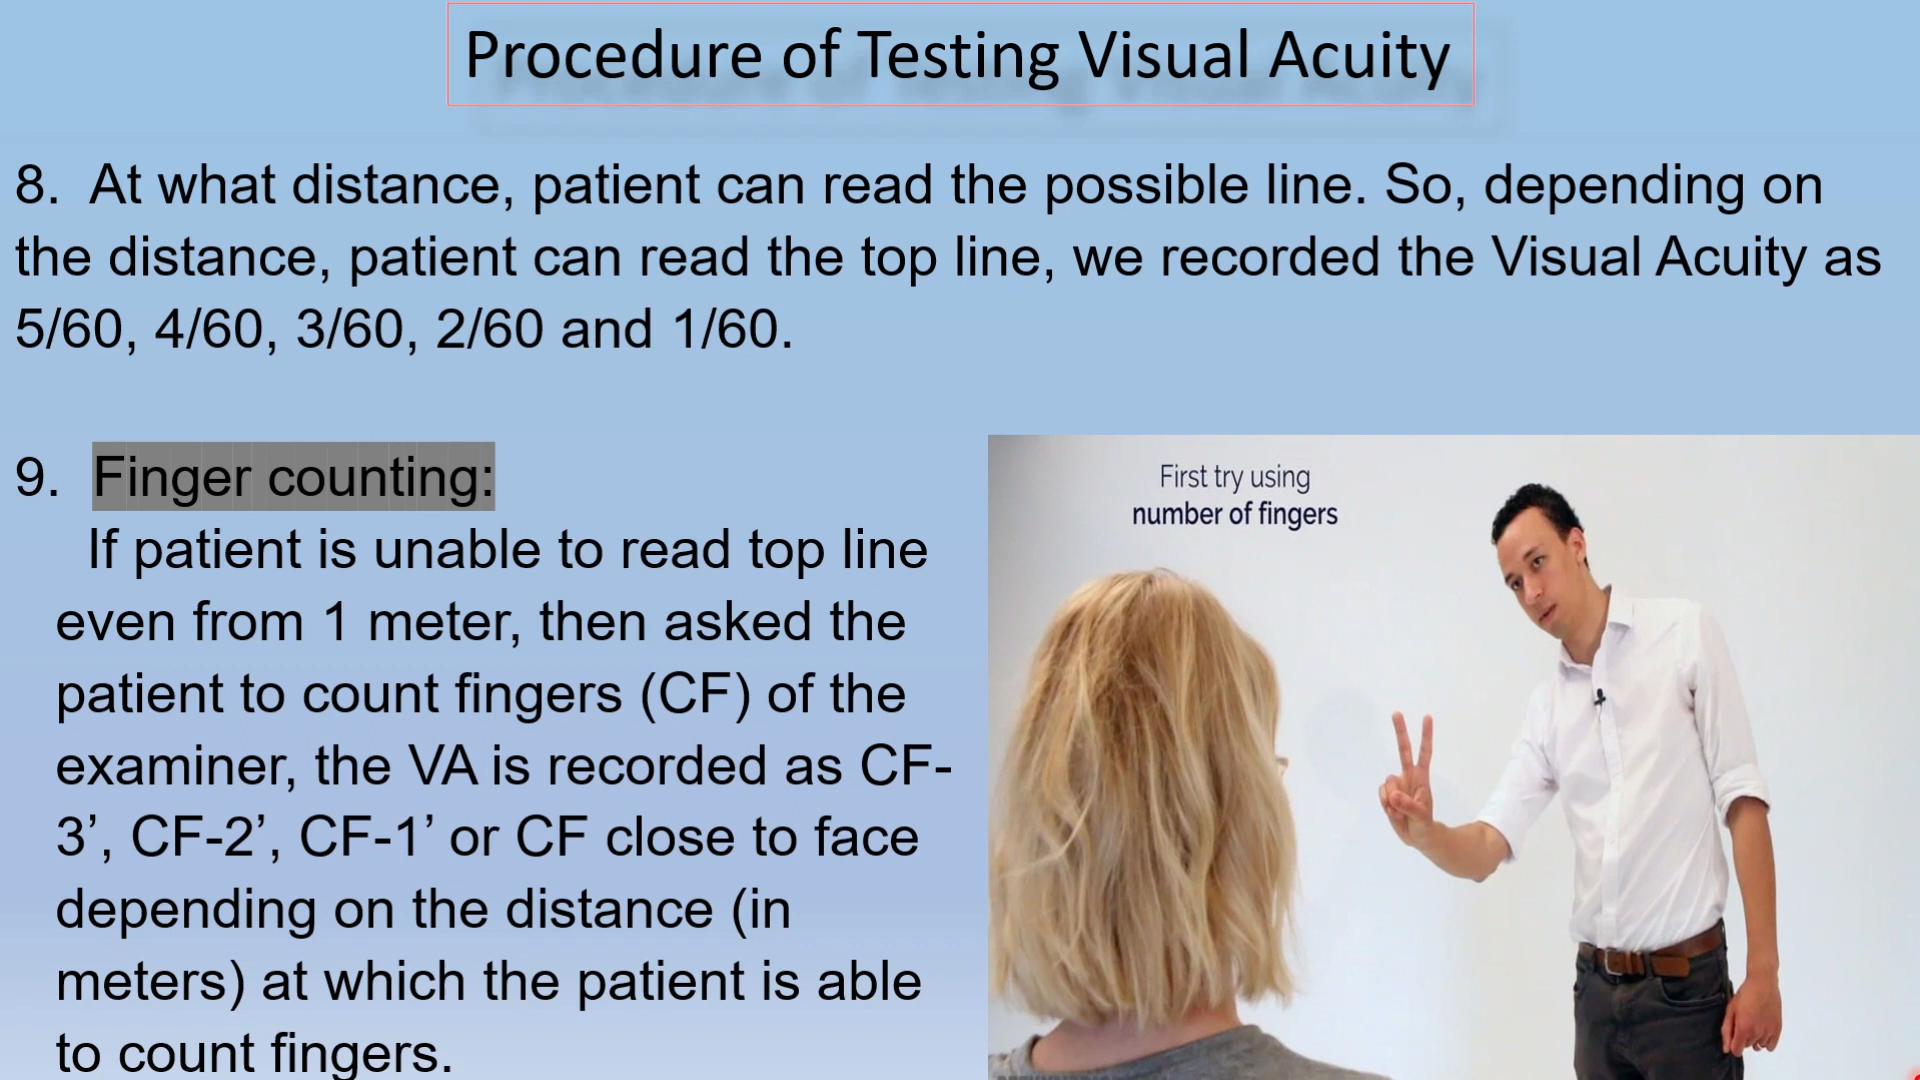 Procedure of Testing Visual Acuity
8. At what distance, patient can read the possible line. So, depending on
the distance, patient can read the top line, we recorded the Visual Acuity as
5/60, 4/60, 3/60, 2/60 and 1/60.
9. Finger counting:
If patient is unable to read top line
even from 1 meter, then asked the
patient to count fingers (CF) of the
examiner, the VA is recorded as CF-
3’, CF-2’, CF-1’ or CF close to face
depending on the distance (in
meters) at which the patient is able
to count fingers.
First try using
number of fingers